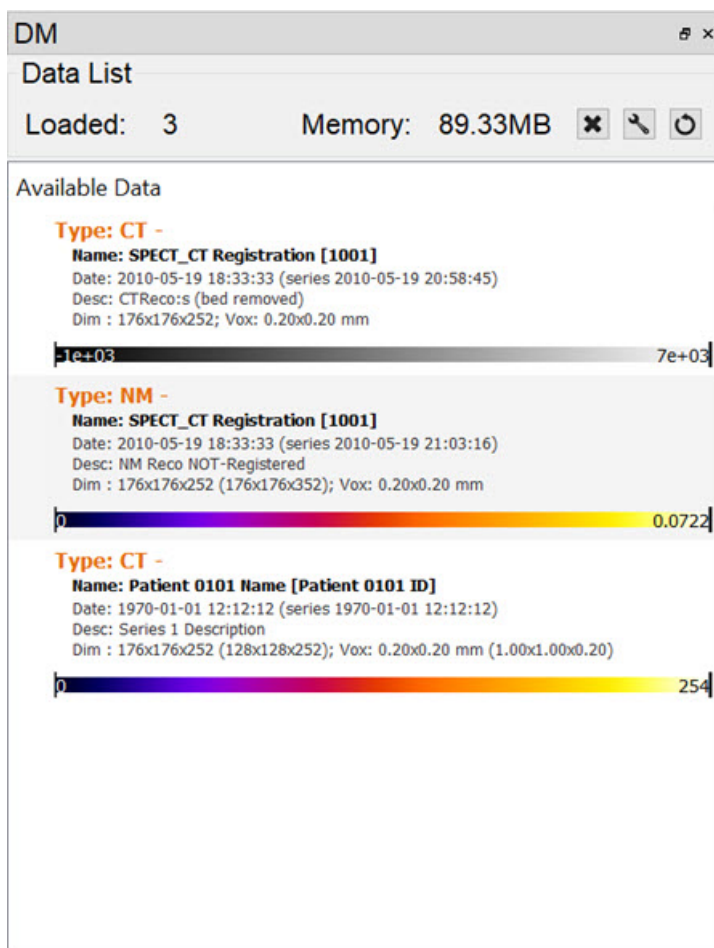 DM
Data List
Loaded: 3 Memory: 89.33MB
Available Data
Type: CT -
Name: SPECT_CT Registration [1001]
Date: 2010-05-19 18:33:33 (series 2010-05-19 20:58:45)
Desc: CTReco:s (bed removed)
Dim : 176x176x252; Vox: 0.20x0.20 mm
-1e+03 7e+03
Type: NM -
Name: SPECT_CT Registration [1001]
Date: 2010-05-19 18:33:33 (series 2010-05-19 21:03:16)
Desc: NM Reco NOT-Registered
Dim : 176x176x252 (176x176x352); Vox: 0.20x0.20 mm
0 0.0722
Type: CT -
Name: Patient 0101 Name [Patient 0101 ID]
Date: 1970-01-01 12:12:12 (series 1970-01-01 12:12:12)
Desc: Series 1 Description
Dim : 176x176x252 (128x128x252); Vox: 0.20x0.20 mm (1.00x1.00x0.20)
0 254